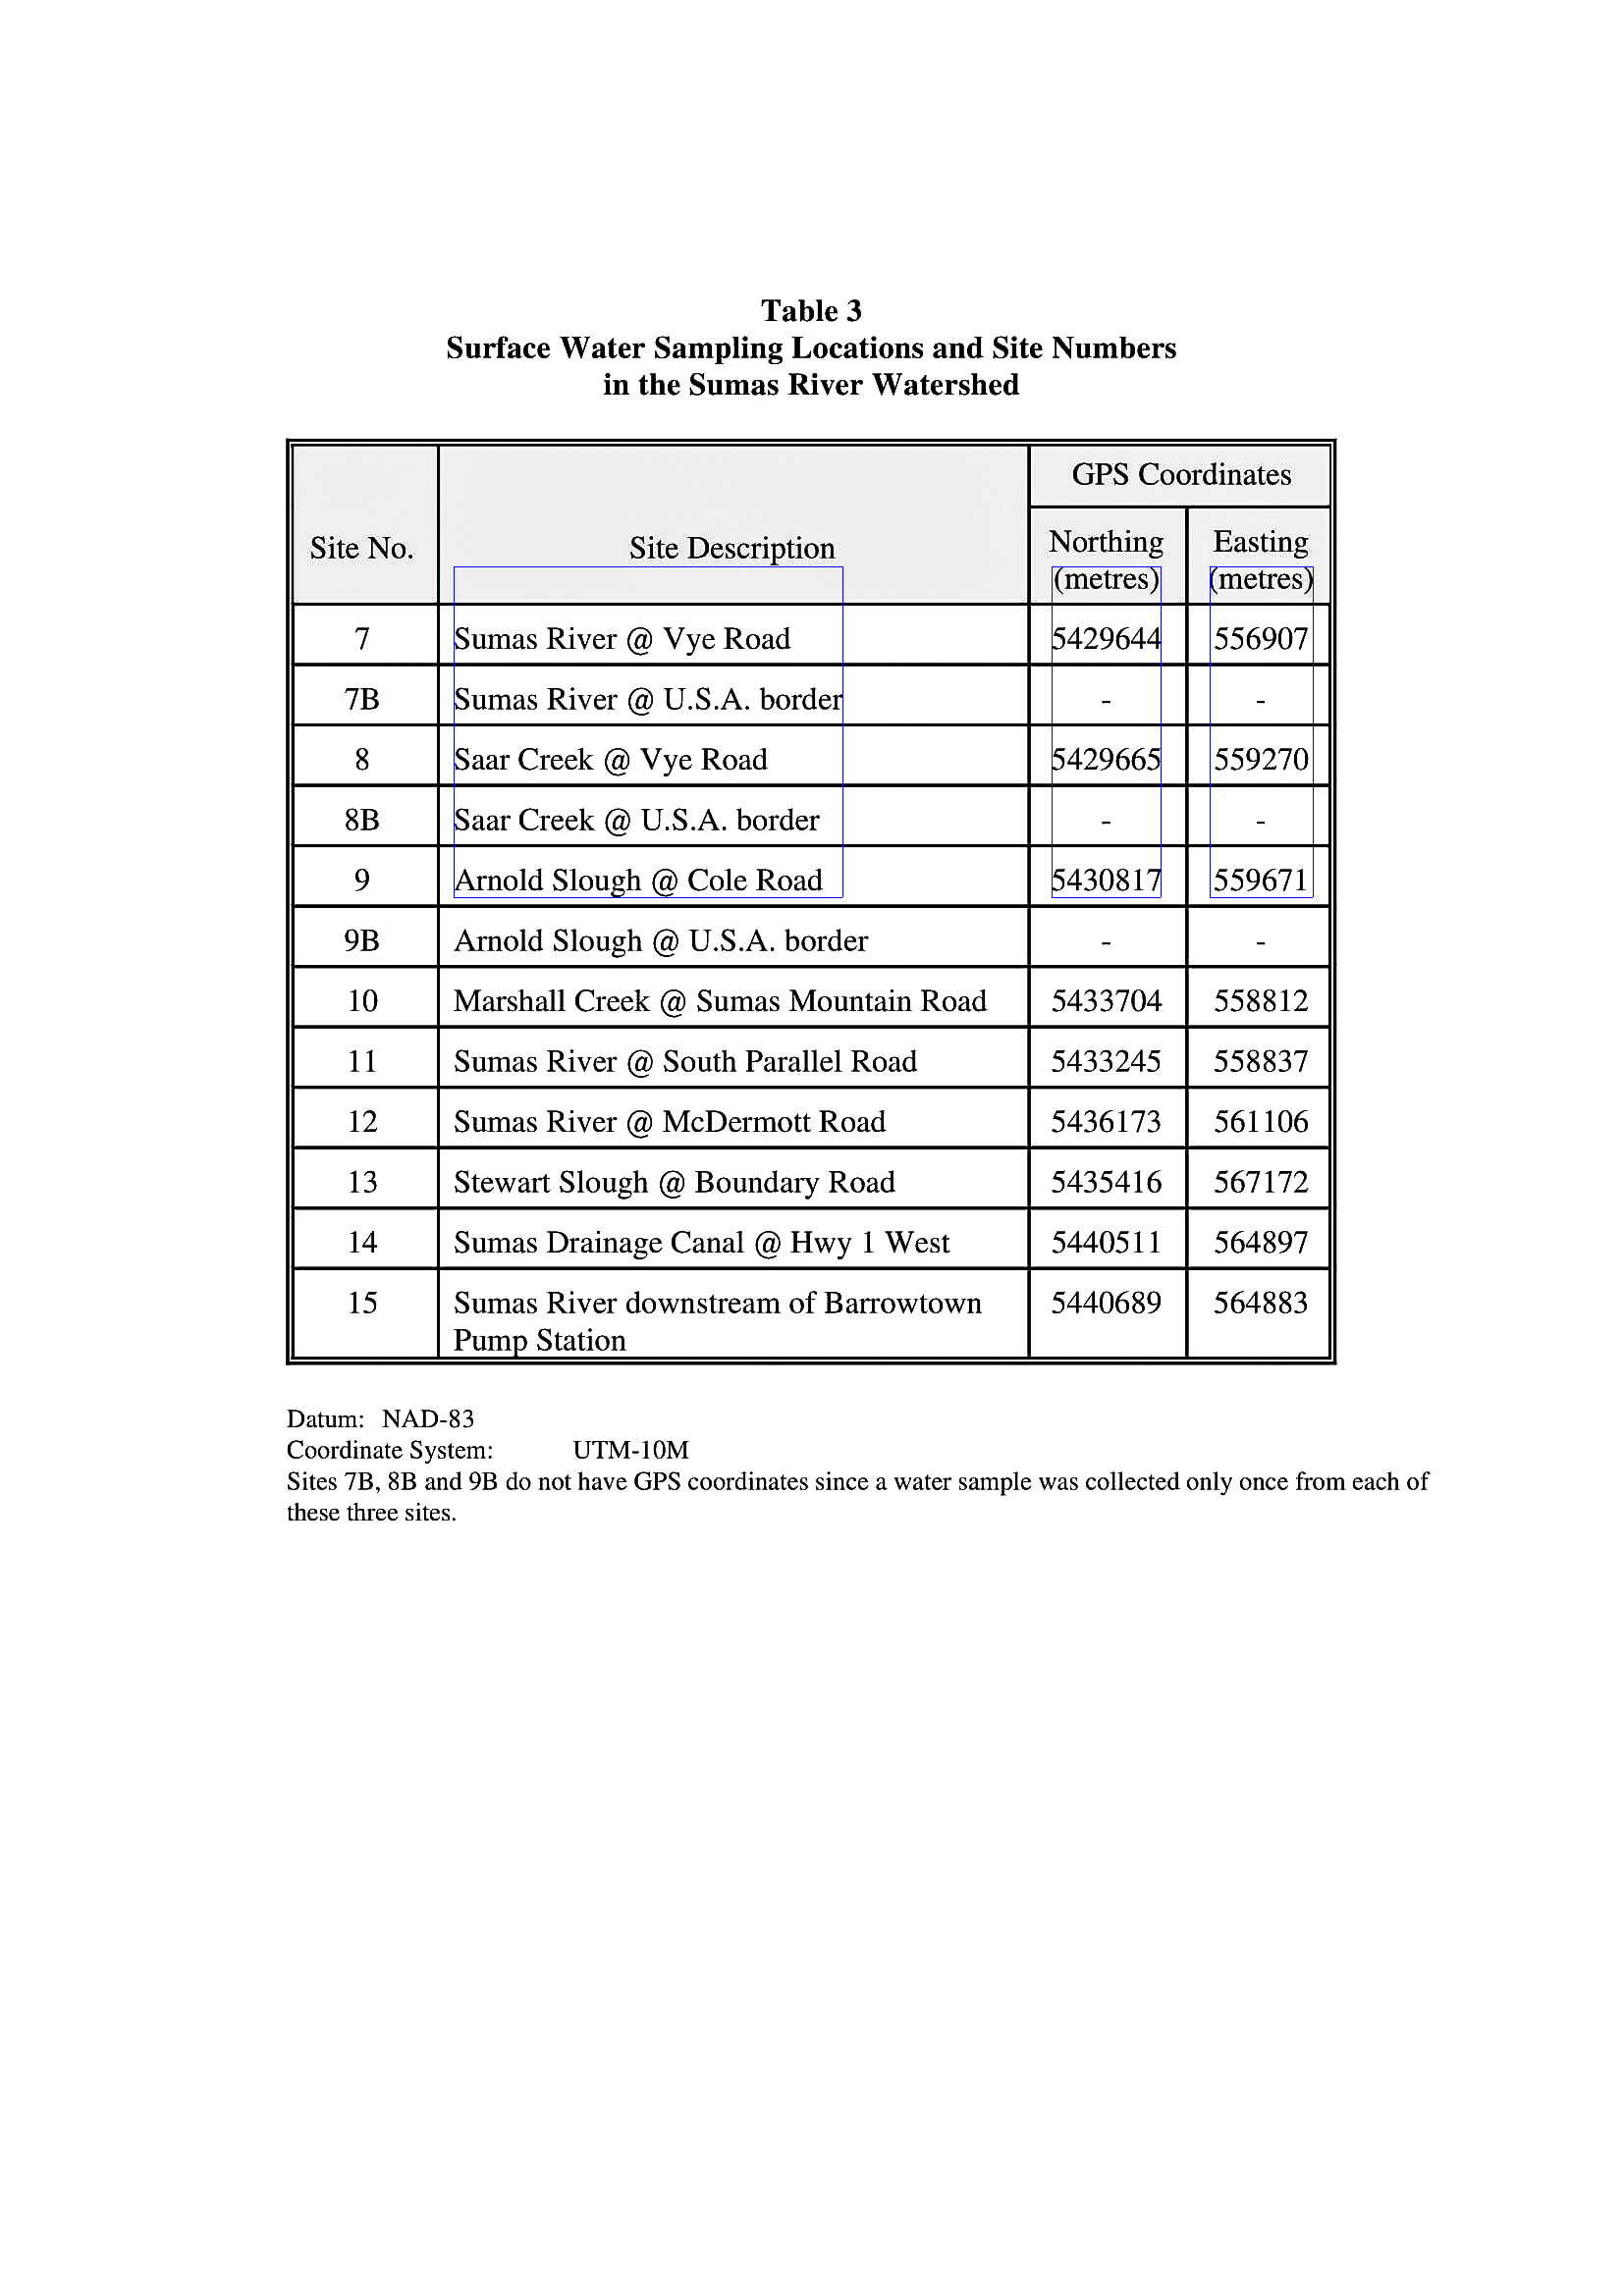 Table 3
Surface Water Sampling Locations and Site Numbers
in the Sumas River Watershed
Site No. Site Description GPS Coordinates
Northing (metres) Easting (metres)
7 Sumas River @ Vye Road 5429644 556907
7B Sumas River @ U.S.A. border - -
8 Saar Creek @ Vye Road 5429665 559270
8B Saar Creek @ U.S.A. border - -
9 Arnold Slough @ Cole Road 5430817 559671
9B Arnold Slough @ U.S.A. border - -
10 Marshall Creek @ Sumas Mountain Road 5433704 558812
11 Sumas River @ South Parallel Road 5433245 558837
12 Sumas River @ McDermott Road 5436173 561106
13 Stewart Slough @ Boundary Road 5435416 567172
14 Sumas Drainage Canal @ Hwy 1 West 5440511 564897
15 Sumas River downstream of Barrowtown 5440689 564883
Pump Station
Datum: NAD-83
Coordinate System: UTM-10M
Sites 7B, 8B and 9B do not have GPS coordinates since a water sample was collected only once from each of
these three sites.